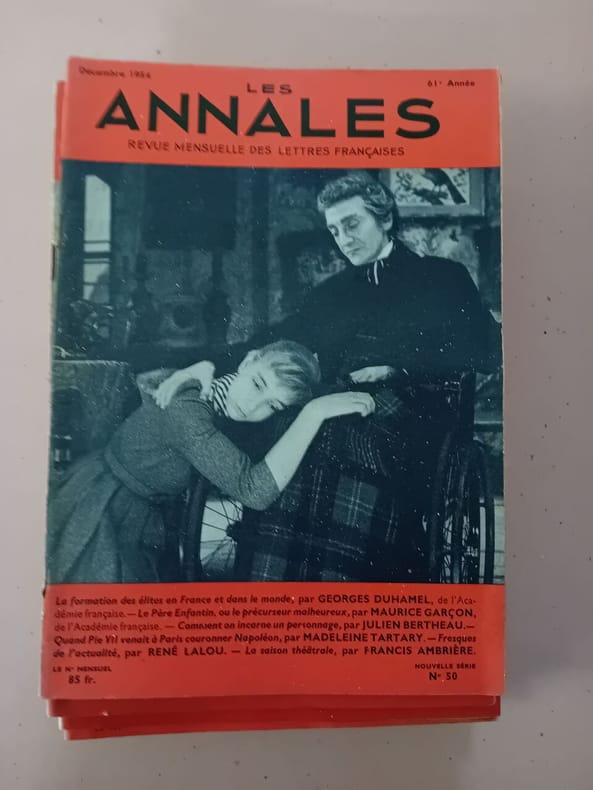 Décembre 1954
61e Année
LES
ANNALES
REVUE MENSUELLE DES LETTRES FRANÇAISES
La formation des élites en France et dans le monde, par GEORGES DUHAMEL, de l'Aca-
démie française. — Le Père Enfantin, ou le précurseur malheureux, par MAURICE GARÇON,
de l'Académie française. — Comment on incarne un personnage, par JULIEN BERTHEAU. —
Quand Pie VII venait à Paris couronner Napoléon, par MADELEINE TARTARY. — Fresques
de l'actualité, par RENÉ LALOU. — La saison théâtrale, par FRANCIS AMBRIÈRE.
LE No MENSUEL
85 fr.
NOUVELLE SÉRIE
No 50